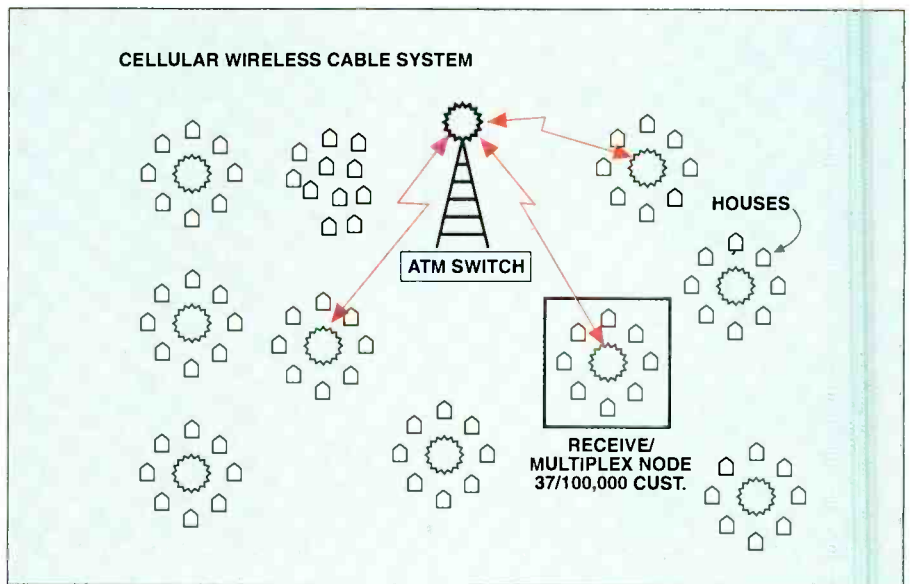 CELLULAR WIRELESS CABLE SYSTEM
HOUSES
ATM SWITCH
RECEIVE/
MULTIPLEX NODE
37/100,000 CUST.